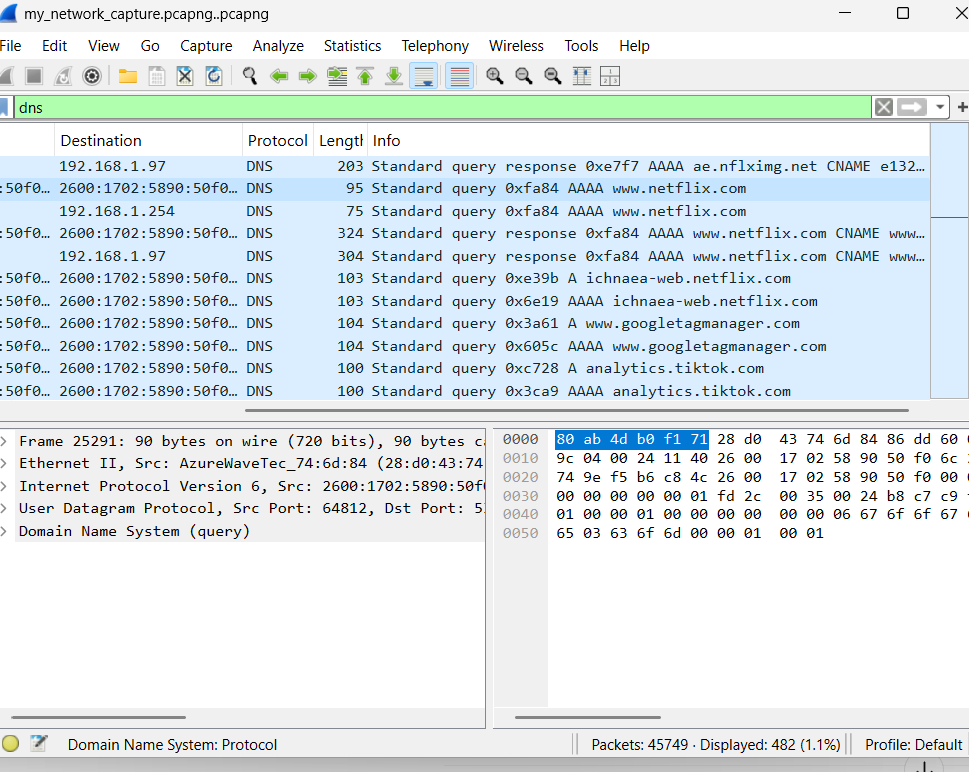 my_network_capture.pcapng..pcapng
File Edit View Go Capture Analyze Statistics Telephony Wireless Tools Help
dns
Destination Protocol Length Info
192.168.1.97 DNS 203 Standard query response 0xe7f7 AAAA ae.nflximg.net CNAME e132…
:50f0… 2600:1702:5890:50f0… DNS 95 Standard query 0xfa84 AAAA www.netflix.com
192.168.1.254 DNS 75 Standard query 0xfa84 AAAA www.netflix.com
:50f0… 2600:1702:5890:50f0… DNS 324 Standard query response 0xfa84 AAAA www.netflix.com CNAME www…
192.168.1.97 DNS 304 Standard query response 0xfa84 AAAA www.netflix.com CNAME www…
:50f0… 2600:1702:5890:50f0… DNS 103 Standard query 0xe39b A ichnaea-web.netflix.com
:50f0… 2600:1702:5890:50f0… DNS 103 Standard query 0x6e19 AAAA ichnaea-web.netflix.com
:50f0… 2600:1702:5890:50f0… DNS 104 Standard query 0x3a61 A www.googletagmanager.com
:50f0… 2600:1702:5890:50f0… DNS 104 Standard query 0x605c AAAA www.googletagmanager.com
:50f0… 2600:1702:5890:50f0… DNS 100 Standard query 0xc728 A analytics.tiktok.com
:50f0… 2600:1702:5890:50f0… DNS 100 Standard query 0x3ca9 AAAA analytics.tiktok.com
Frame 25291: 90 bytes on wire (720 bits), 90 bytes
Ethernet II, Src: AzureWaveTec_74:6d:84 (28:d0:43:74
Internet Protocol Version 6, Src: 2600:1702:5890:50f
User Datagram Protocol, Src Port: 64812, Dst Port: 5
Domain Name System (query)
0000 80 ab 4d b0 f1 71 28 d0 43 74 6d 84 86 dd 60
0010 9c 04 00 24 11 40 26 00 17 02 58 90 50 f0 6c
0020 74 9e f5 b6 c8 4c 26 00 17 02 58 90 50 f0 00
0030 00 00 00 00 00 01 fd 2c 00 35 00 24 b8 c7 c9
0040 01 00 00 01 00 00 00 00 00 00 06 67 6f 6f 67
0050 65 03 63 6f 6d 00 00 01 00 01
Domain Name System: Protocol Packets: 45749 · Displayed: 482 (1.1%) Profile: Default